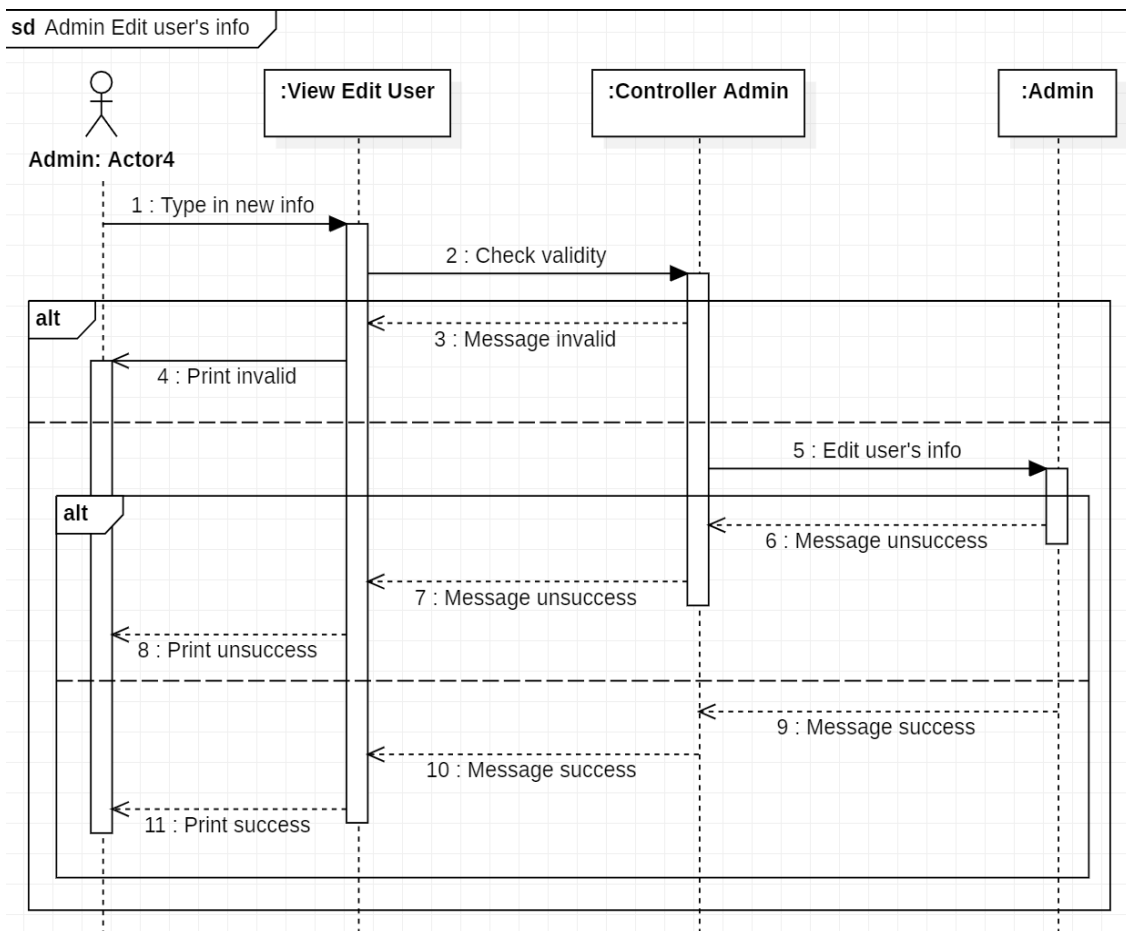 sd Admin Edit user's info
:View Edit User
:Controller Admin
:Admin
Admin: Actor4
1 : Type in new info
2 : Check validity
alt
3 : Message invalid
4 : Print invalid
5 : Edit user's info
alt
6 : Message unsuccess
7 : Message unsuccess
8 : Print unsuccess
9 : Message success
10 : Message success
11 : Print success